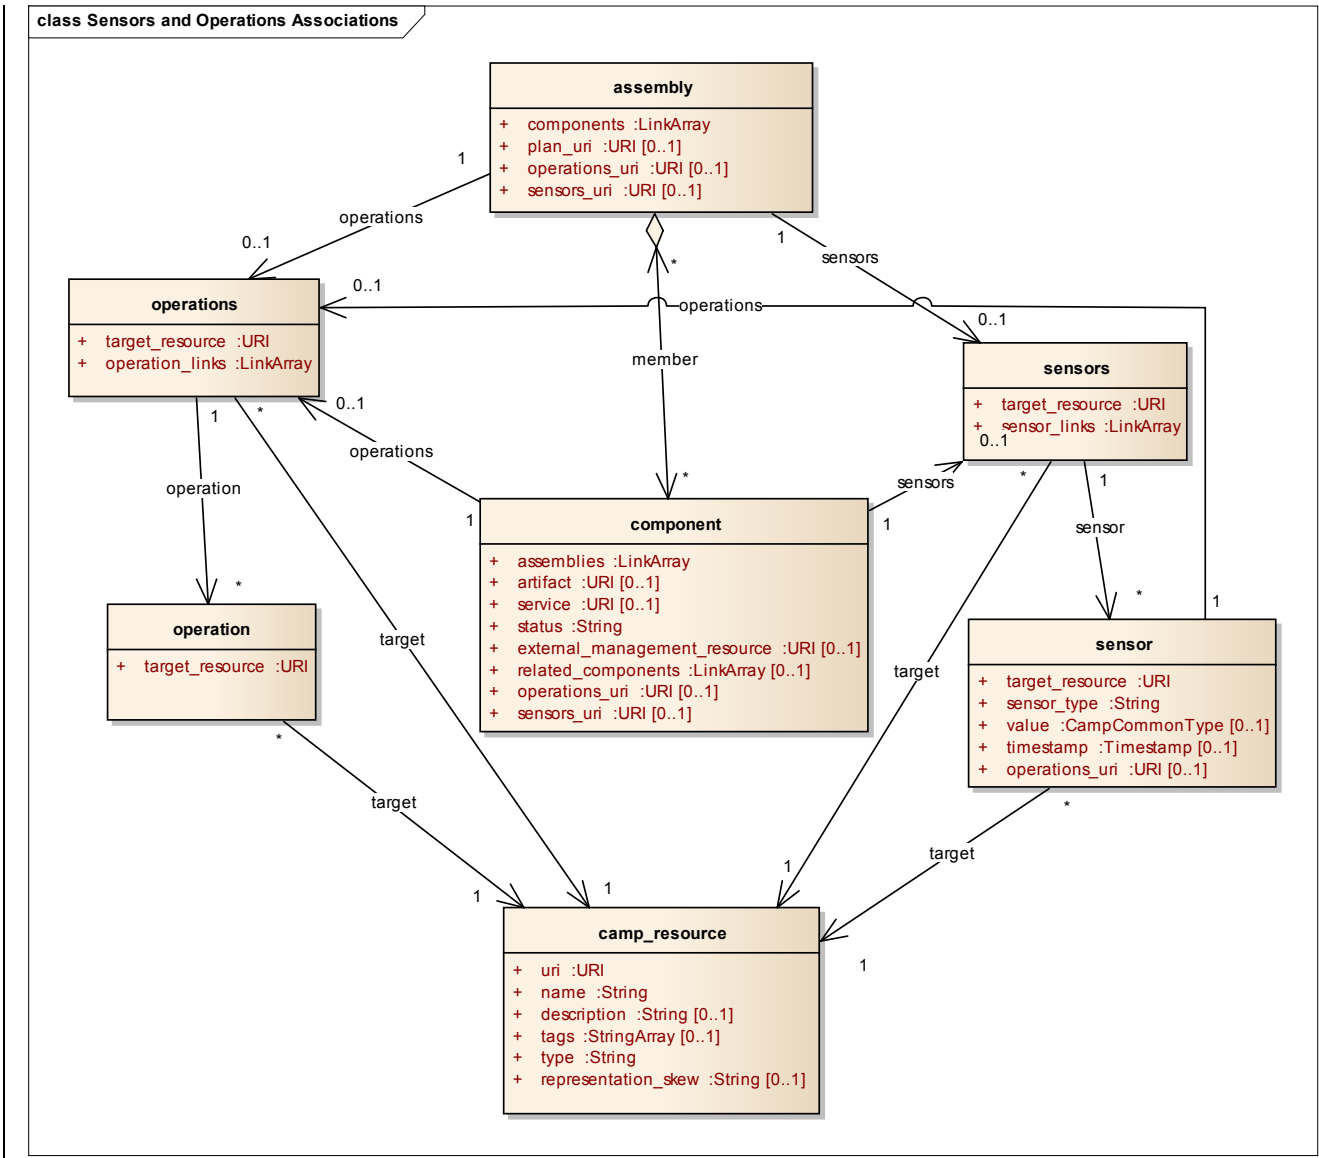 class Sensors and Operations Associations
assembly
+ components :LinkArray
+ plan_uri :URI [0..1]
+ operations_uri :URI [0..1]
+ sensors_uri :URI [0..1]
1
operations
0..1
1
sensors
0..1
*
member
*
operations
+ target_resource :URI
+ operation_links :LinkArray
0..1
operations
1
sensors
+ target_resource :URI
+ sensor_links :LinkArray
0..1
0..1
operations
1
sensors
1
1
operation
*
*
target
1
component
+ assemblies :LinkArray
+ artifact :URI [0..1]
+ service :URI [0..1]
+ status :String
+ external_management_resource :URI [0..1]
+ related_components :LinkArray [0..1]
+ operations_uri :URI [0..1]
+ sensors_uri :URI [0..1]
*
target
1
1
sensor
*
operation
+ target_resource :URI
*
target
1
sensor
+ target_resource :URI
+ sensor_type :String
+ value :CampCommonType [0..1]
+ timestamp :Timestamp [0..1]
+ operations_uri :URI [0..1]
*
target
1
camp_resource
+ uri :URI
+ name :String
+ description :String [0..1]
+ tags :StringArray [0..1]
+ type :String
+ representation_skew :String [0..1]